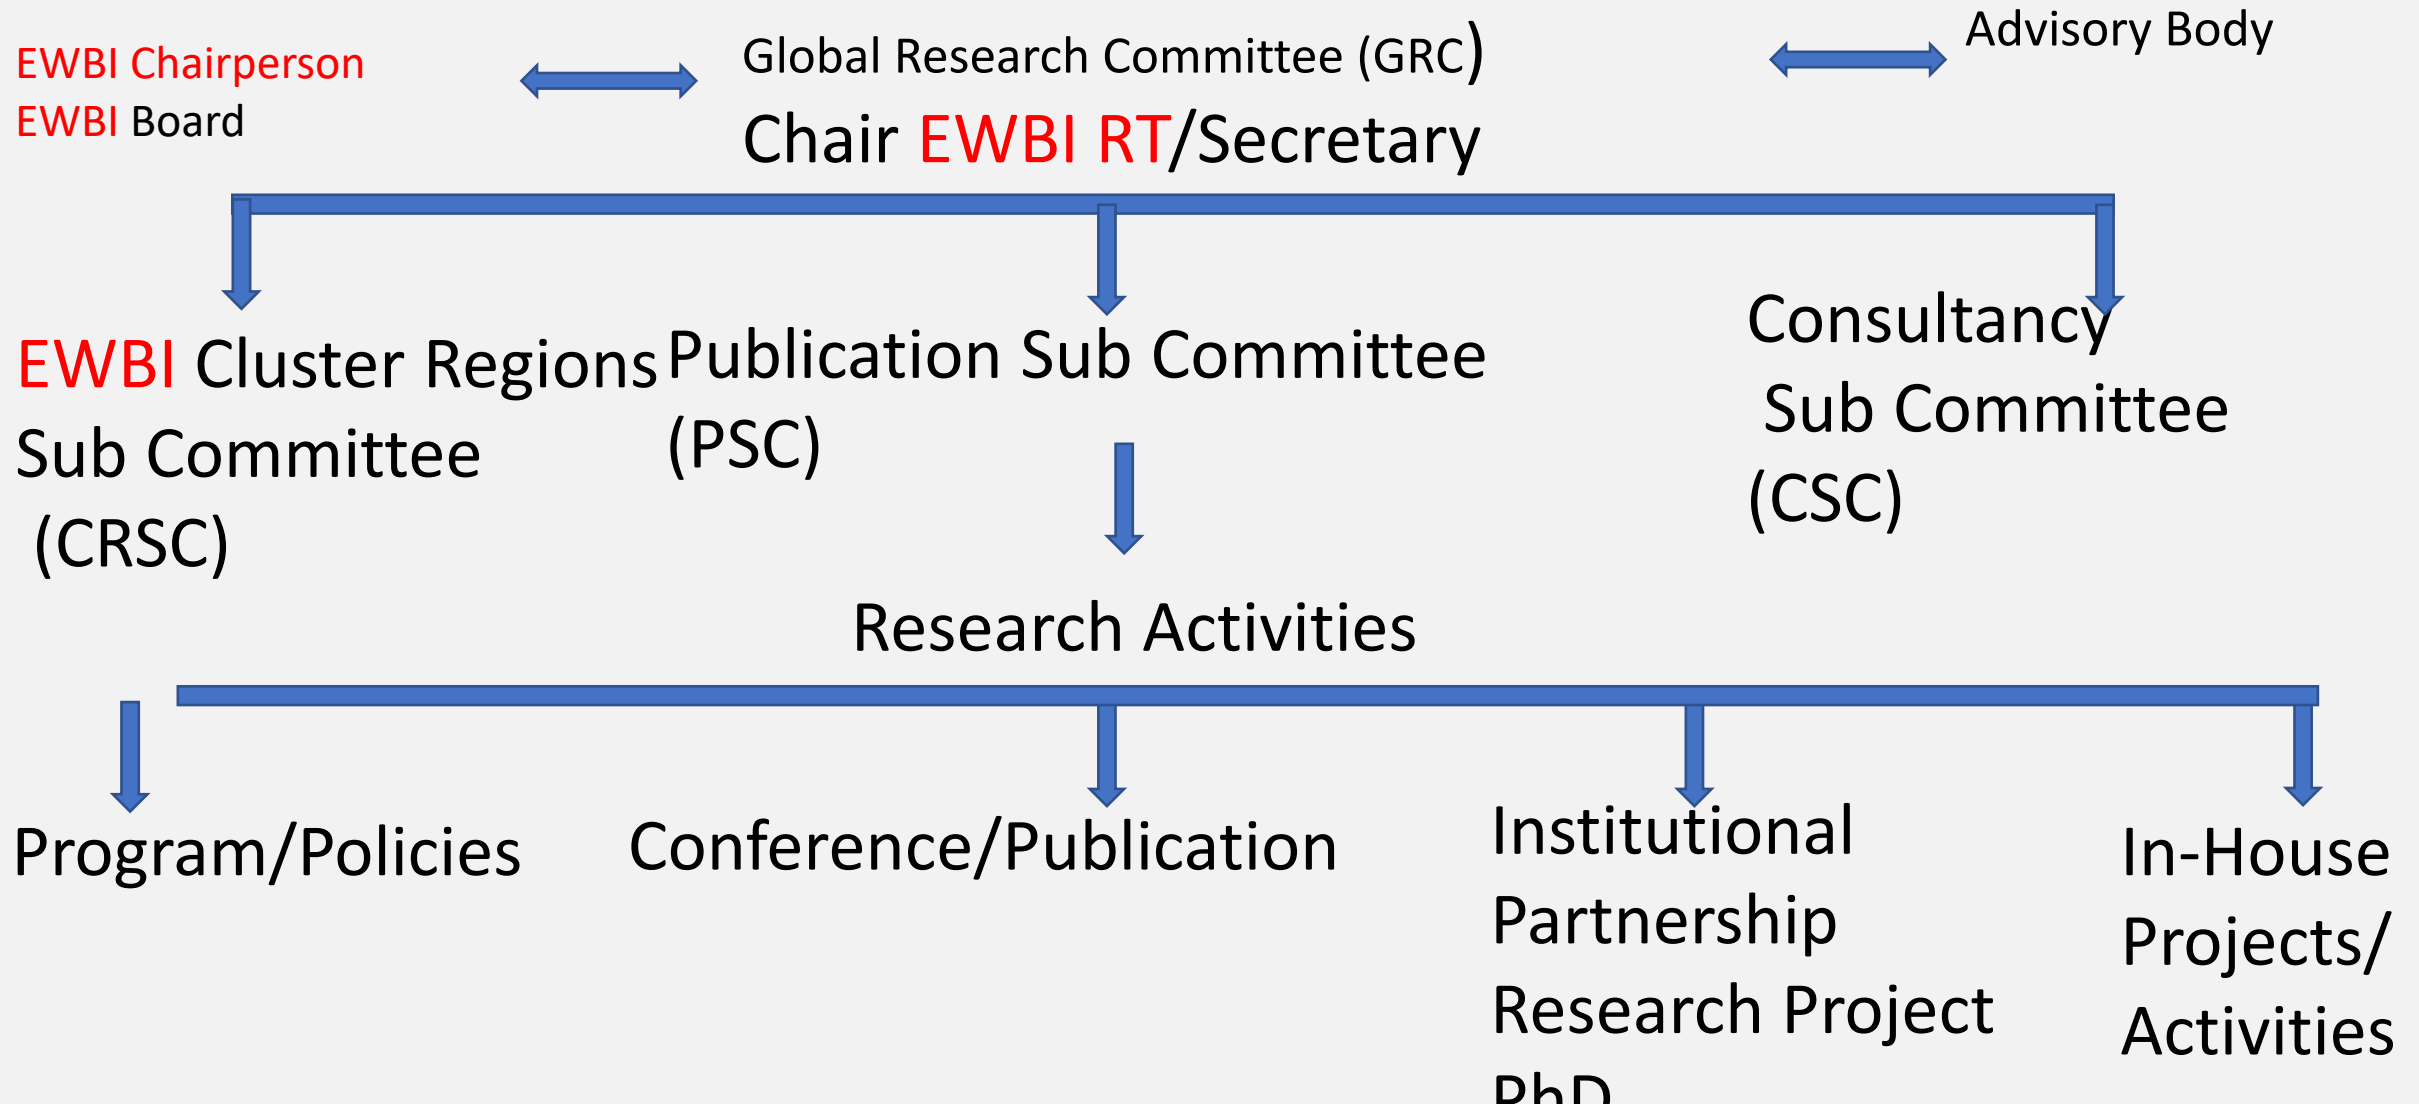 EWBI Chairperson
EWBI Board
Global Research Committee (GRC)
Chair EWBI RT/Secretary
Advisory Body
EWBI Cluster Regions
Sub Committee
(CRSC)
Publication Sub Committee
(PSC)
Consultancy
Sub Committee
(CSC)
Research Activities
Program/Policies
Conference/Publication
Institutional
Partnership
Research Project
PhD
In-House
Projects/
Activities